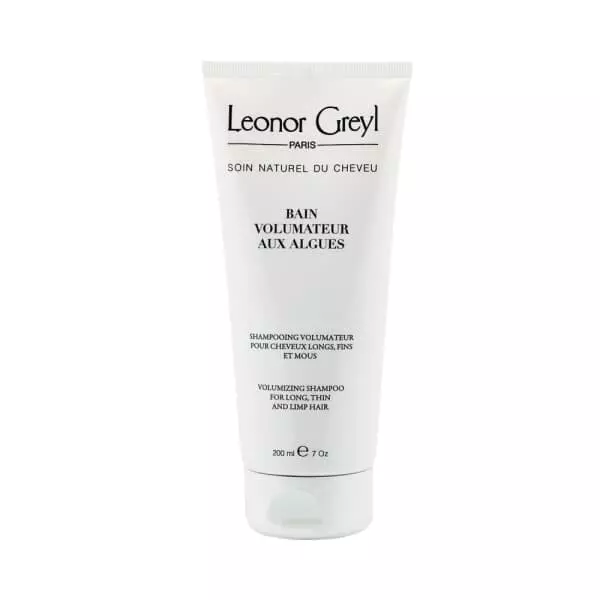 Leonor Greyl
PARIS
SOIN NATUREL DU CHEVEU
BAIN
VOLUMATEUR
AUX ALGUES
SHAMPOOING VOLUMATEUR
POUR CHEVEUX LONGS, FINS
ET MOUS
VOLUMIZING SHAMPOO
FOR LONG, THIN
AND LIMP HAIR
200 ml ℮ 7 Oz